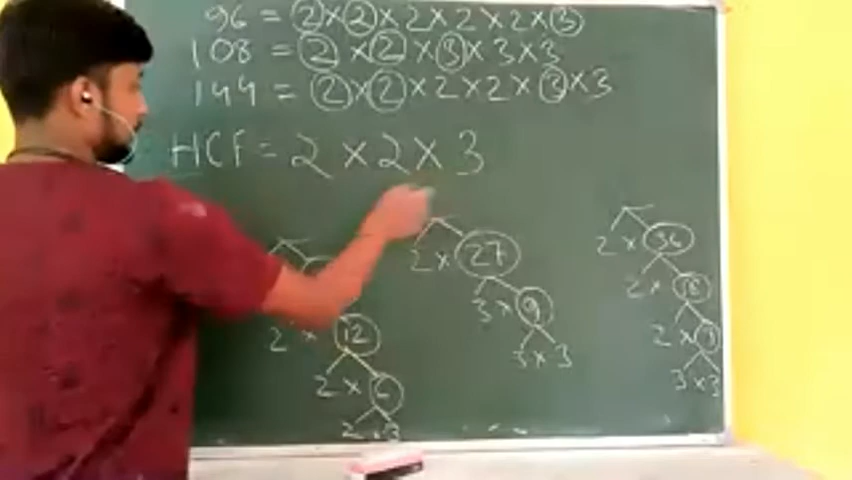 96 = 2×2×2×2×2×3
108 = 2×2×3×3×3
144 = 2×2×2×2×3×3
HCF = 2×2×3
2×27
3×9
3×3
2×
12
2×6
2×3
2×36
2×18
2×9
3×3